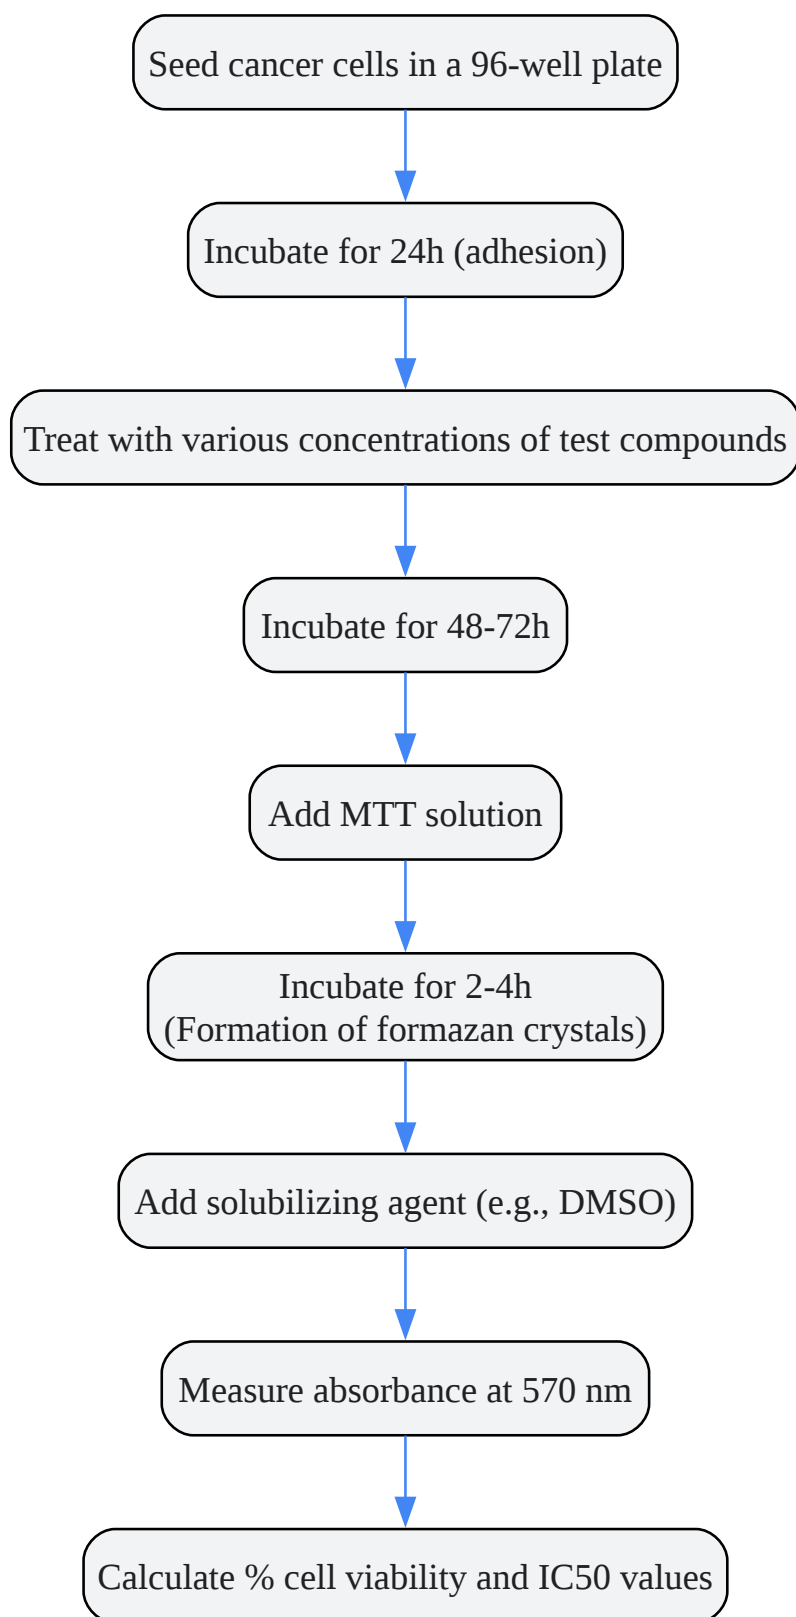 Seed cancer cells in a 96-well plate
Incubate for 24h (adhesion)
Treat with various concentrations of test compounds
Incubate for 48-72h
Add MTT solution
Incubate for 2-4h
(Formation of formazan crystals)
Add solubilizing agent (e.g., DMSO)
Measure absorbance at 570 nm
Calculate % cell viability and IC50 values